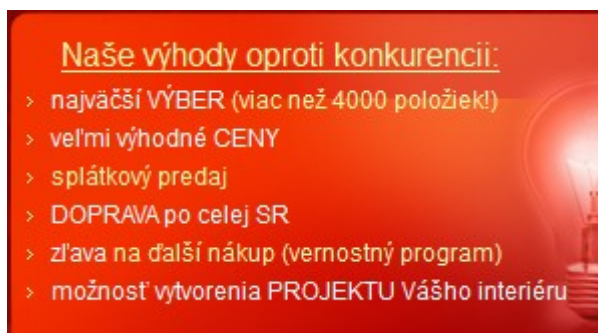 Naše výhody oproti konkurencii:
› najväčší VÝBER (viac než 4000 položiek!)
› veľmi výhodné CENY
› splátkový predaj
› DOPRAVA po celej SR
› zľava na ďalší nákup (vernostný program)
› možnosť vytvorenia PROJEKTU Vášho interiéru